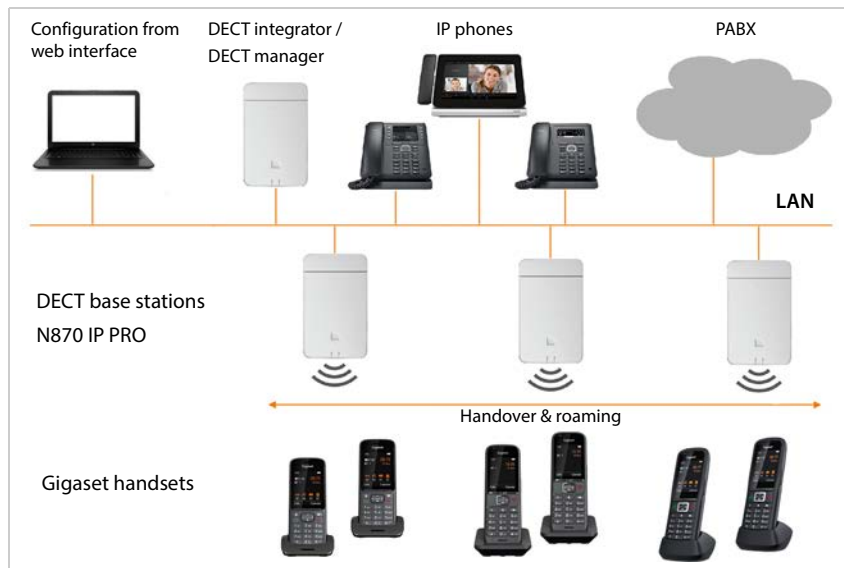 Configuration from
web interface
DECT integrator /
DECT manager
IP phones
PABX
LAN
DECT base stations
N870 IP PRO
Handover & roaming
Gigaset handsets